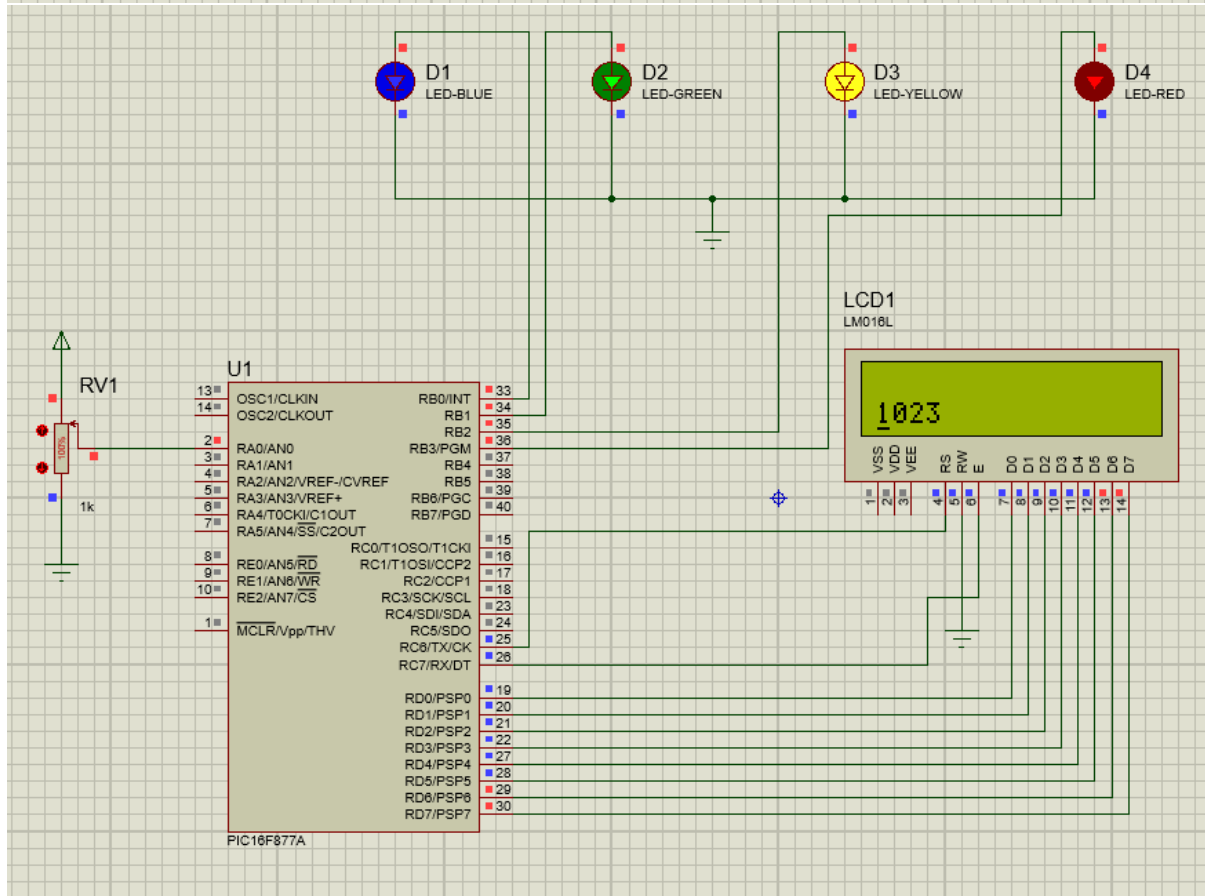 D1
LED-BLUE
D2
LED-GREEN
D3
LED-YELLOW
D4
LED-RED
LCD1
LM016L
1023
VSS
VDD
VEE
RS
RW
E
D0
D1
D2
D3
D4
D5
D6
D7
1
2
3
4
5
6
7
8
9
10
11
12
13
14
RV1
100%
1k
U1
13 OSC1/CLKIN
14 OSC2/CLKOUT
2 RA0/AN0
3 RA1/AN1
4 RA2/AN2/VREF-/CVREF
5 RA3/AN3/VREF+
6 RA4/T0CKI/C1OUT
7 RA5/AN4/SS/C2OUT
8 RE0/AN5/RD
9 RE1/AN6/WR
10 RE2/AN7/CS
1 MCLR/Vpp/THV
RB0/INT 33
RB1 34
RB2 35
RB3/PGM 36
RB4 37
RB5 38
RB6/PGC 39
RB7/PGD 40
RC0/T1OSO/T1CKI 15
RC1/T1OSI/CCP2 16
RC2/CCP1 17
RC3/SCK/SCL 18
RC4/SDI/SDA 23
RC5/SDO 24
RC6/TX/CK 25
RC7/RX/DT 26
RD0/PSP0 19
RD1/PSP1 20
RD2/PSP2 21
RD3/PSP3 22
RD4/PSP4 27
RD5/PSP5 28
RD6/PSP6 29
RD7/PSP7 30
PIC16F877A